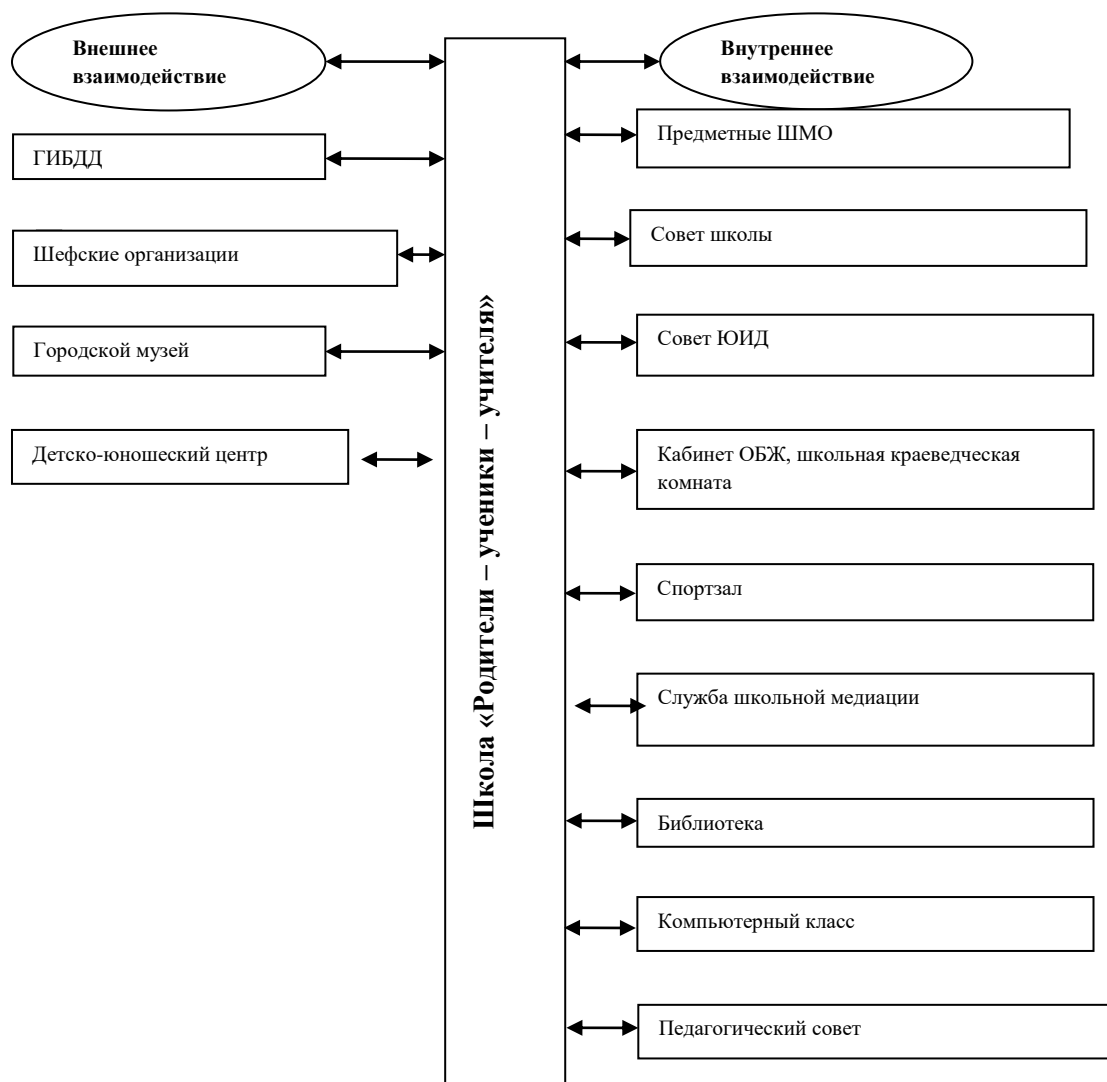 Внешнее
взаимодействие
ГИБДД
Шефские организации
Городской музей
Детско-юношеский центр
Школа «Родители – ученики – учителя»
Внутреннее
взаимодействие
Предметные ШМО
Совет школы
Совет ЮИД
Кабинет ОБЖ, школьная краеведческая
комната
Спортзал
Служба школьной медиации
Библиотека
Компьютерный класс
Педагогический совет